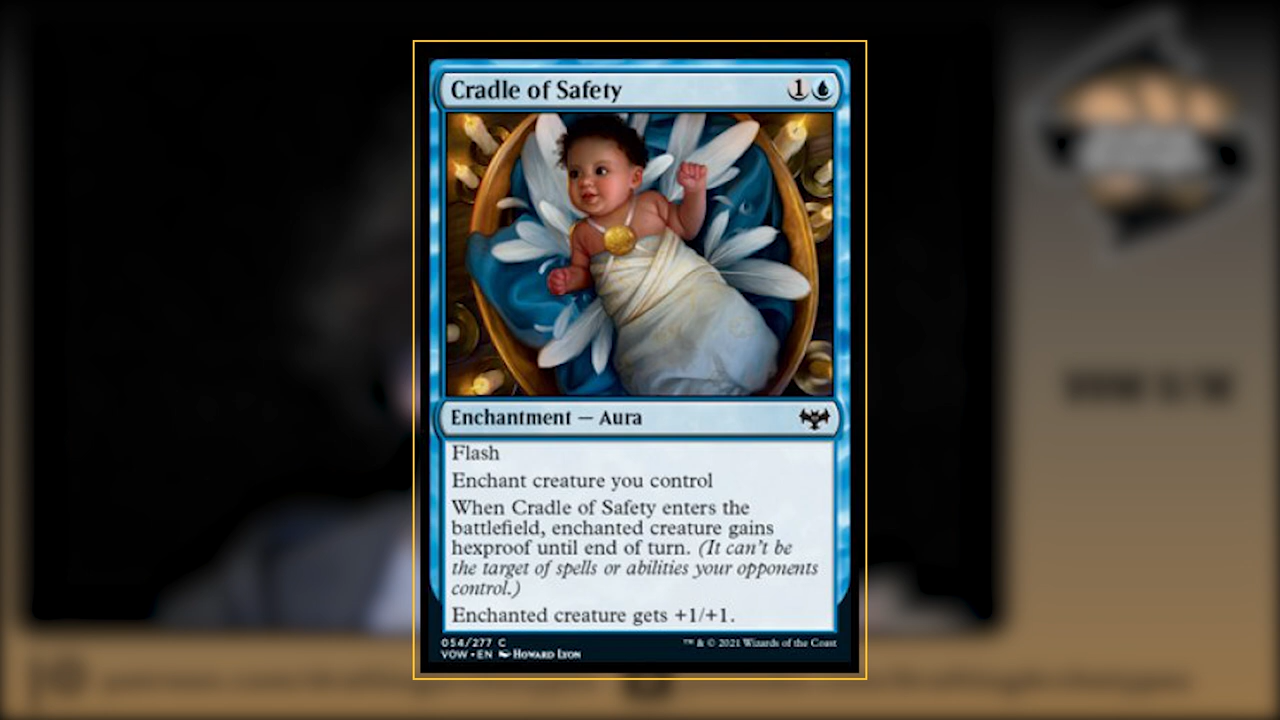 Cradle of Safety 1
Enchantment — Aura
Flash
Enchant creature you control
When Cradle of Safety enters the
battlefield, enchanted creature gains
hexproof until end of turn. (It can't be
the target of spells or abilities your opponents
control.)
Enchanted creature gets +1/+1.
054/277 C
™ & © 2021 Wizards of the Coast
VOW • EN Howard Lyon